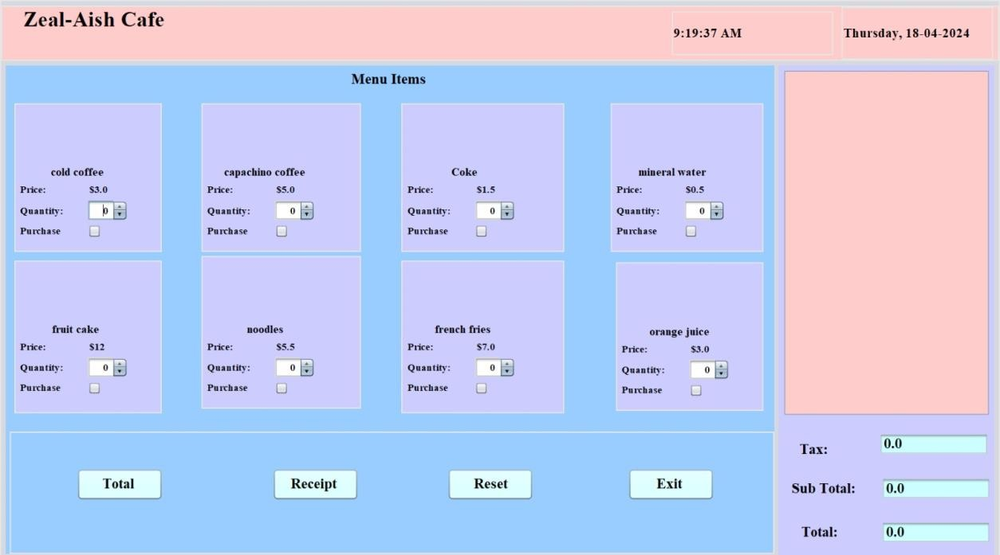 Zeal-Aish Cafe
9:19:37 AM
Thursday, 18-04-2024
Menu Items
cold coffee
Price: $3.0
Quantity: 0
Purchase
capachino coffee
Price: $5.0
Quantity: 0
Purchase
Coke
Price: $1.5
Quantity: 0
Purchase
mineral water
Price: $0.5
Quantity: 0
Purchase
fruit cake
Price: $12
Quantity: 0
Purchase
noodles
Price: $5.5
Quantity: 0
Purchase
french fries
Price: $7.0
Quantity: 0
Purchase
orange juice
Price: $3.0
Quantity: 0
Purchase
Total
Receipt
Reset
Exit
Tax: 0.0
Sub Total: 0.0
Total: 0.0